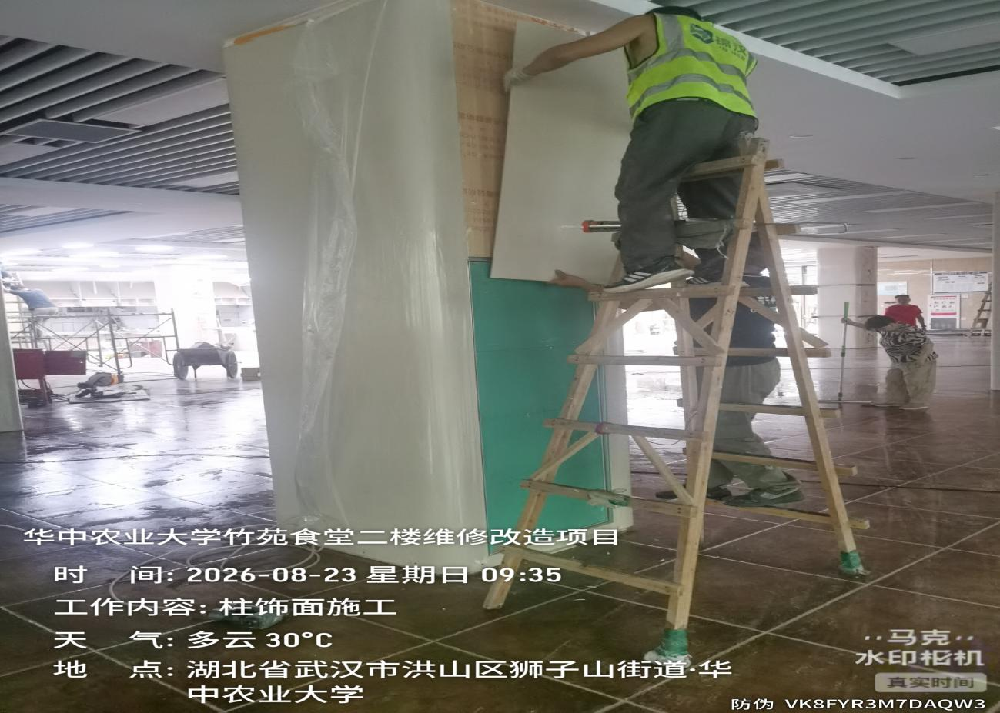 锦汉
华中农业大学竹苑食堂二楼维修改造项目
时 间: 2026-08-23 星期日 09:35
工作内容: 柱饰面施工
天 气: 多云 30°C
地 点: 湖北省武汉市洪山区狮子山街道·华
中农业大学
马克
水印相机
真实时间
防伪 VK8FYR3M7DAQW3